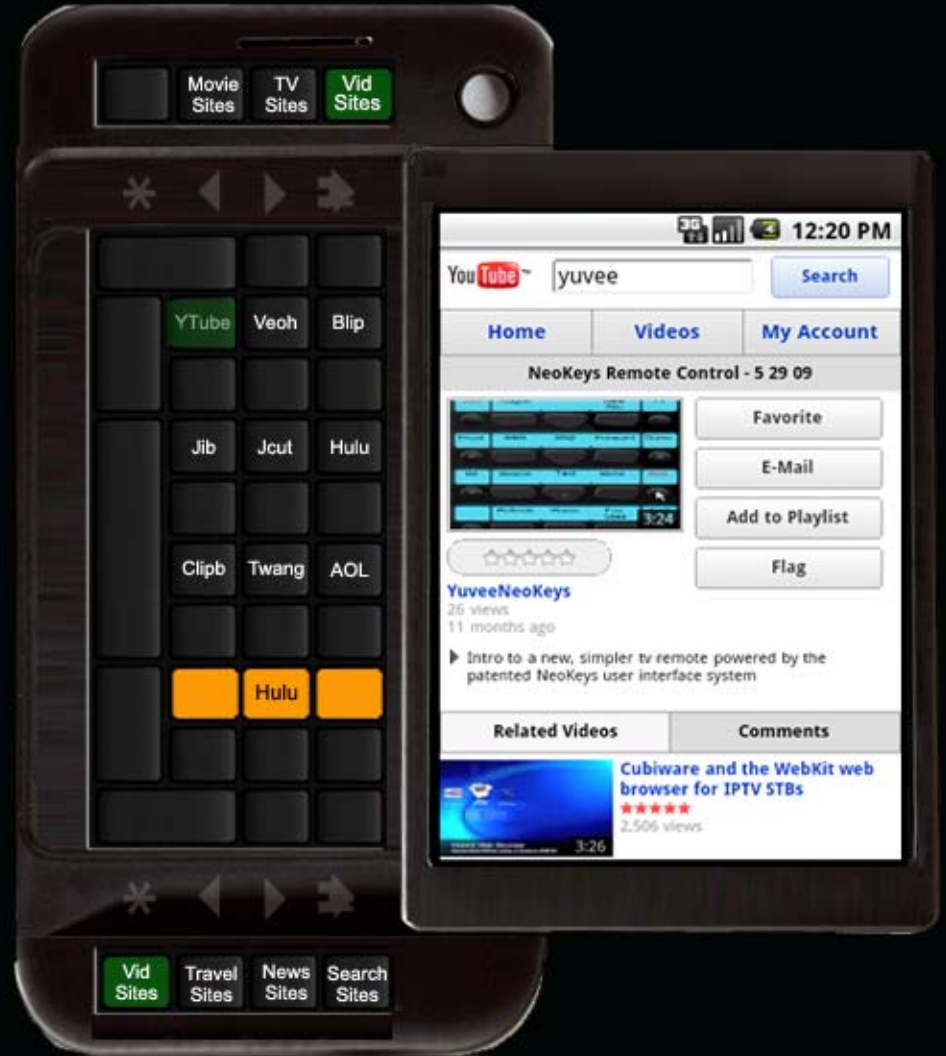 Movie
Sites
TV
Sites
Vid
Sites
YTube Veoh Blip
Jib Jcut Hulu
Clipb Twang AOL
Hulu
Vid
Sites
Travel
Sites
News
Sites
Search
Sites
3G
12:20 PM
YouTube™ yuvee Search
Home Videos My Account
NeoKeys Remote Control - 5 29 09
3:24
Favorite
E-Mail
Add to Playlist
Flag
YuveeNeoKeys
26 views
11 months ago
Intro to a new, simpler tv remote powered by the
patented NeoKeys user interface system
Related Videos Comments
3:26
Cubiware and the WebKit web
browser for IPTV STBs
2,506 views